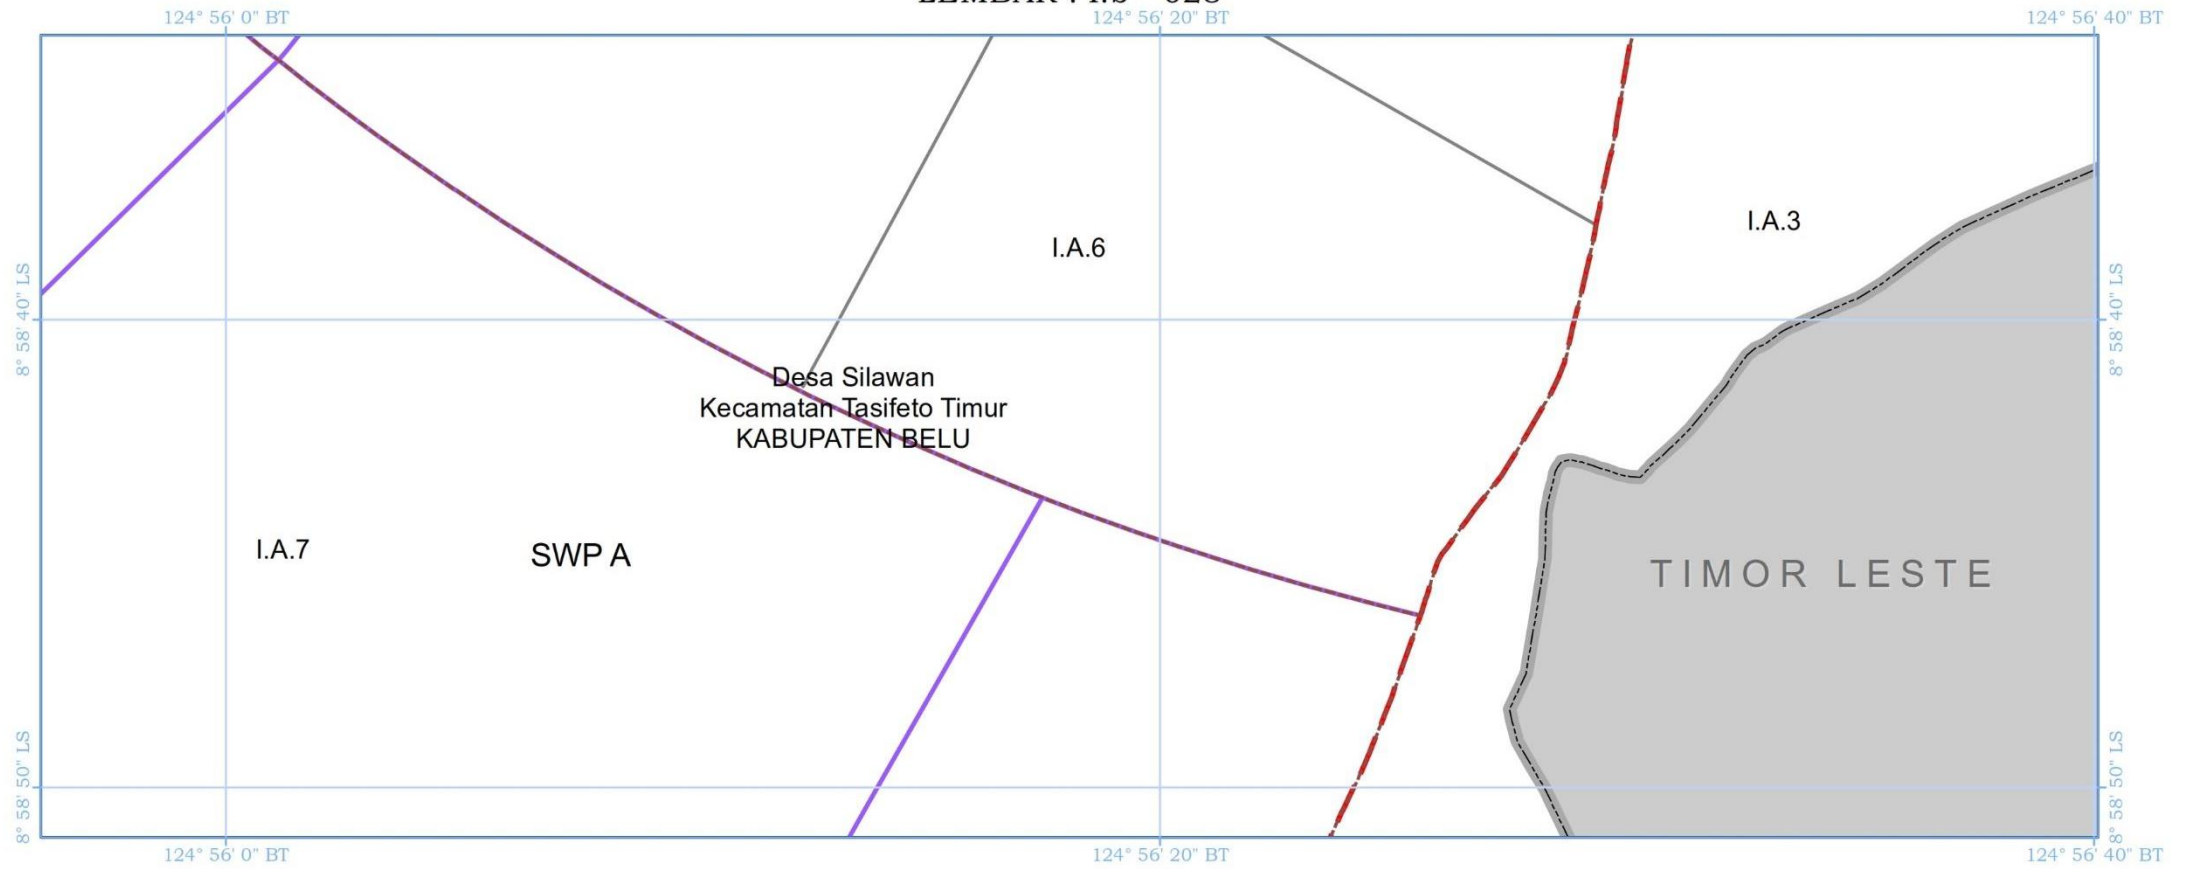 124° 56' 0" BT
124° 56' 20" BT
124° 56' 40" BT
I.A.3
I.A.6
8° 58' 40" LS
8° 58' 40" LS
Desa Silawan
Kecamatan Tasifeto Timur
KABUPATEN BELU
I.A.7
SWP A
TIMOR LESTE
8° 58' 50" LS
8° 58' 50" LS
124° 56' 0" BT
124° 56' 20" BT
124° 56' 40" BT